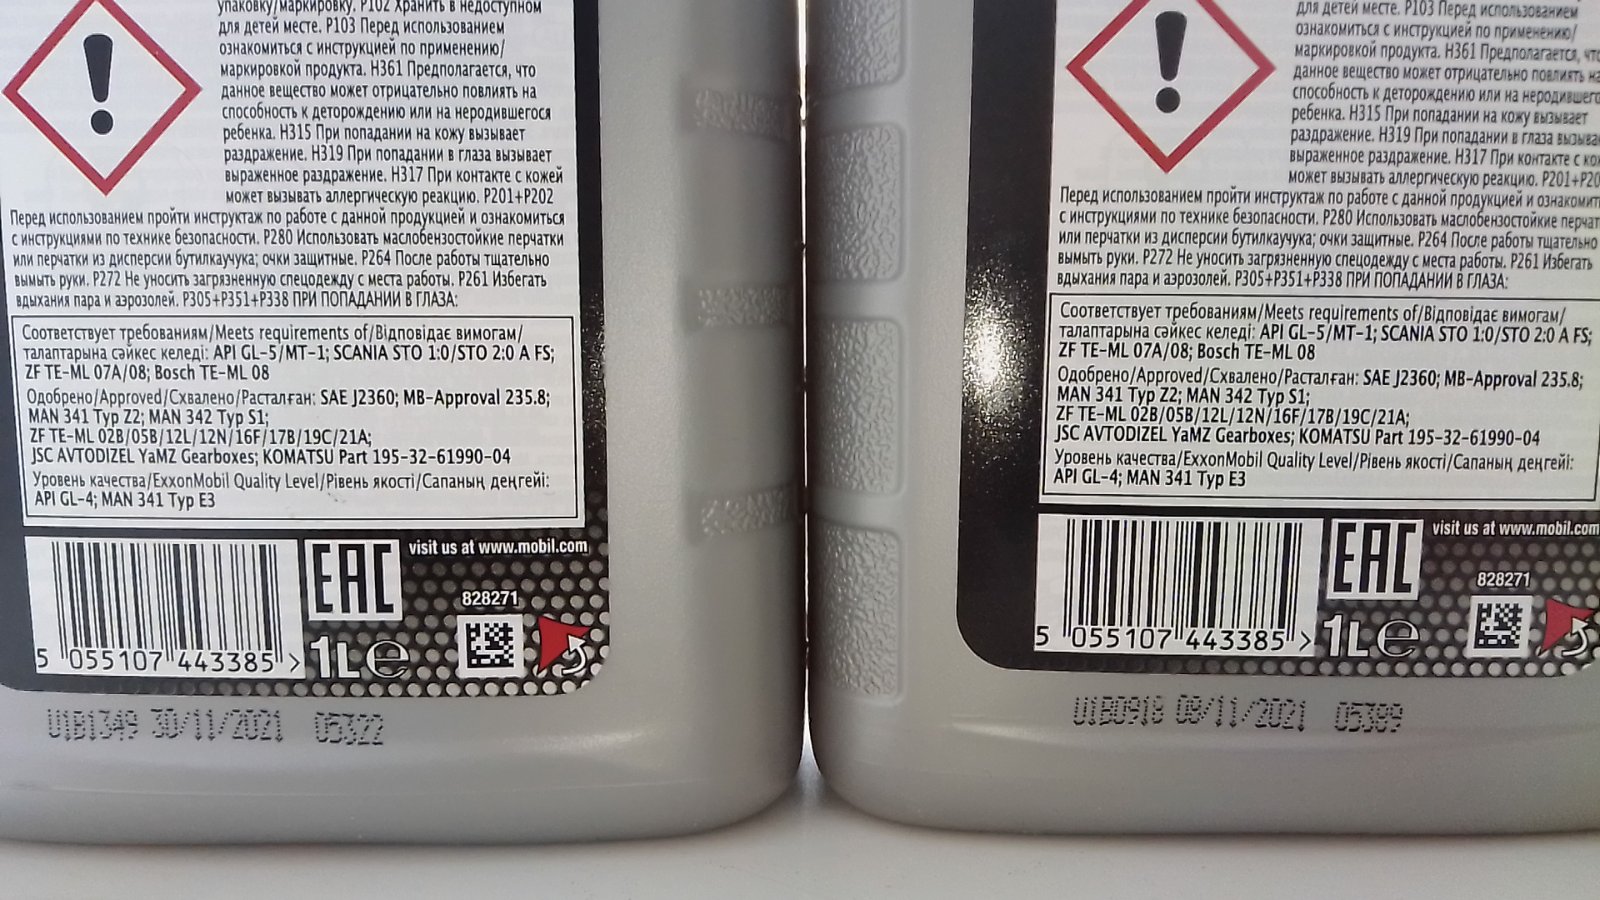 упаковку/маркировку. P102 Хранить в недоступном
для детей месте. P103 Перед использованием
ознакомиться с инструкцией по применению/
маркировкой продукта. H361 Предполагается, что
данное вещество может отрицательно повлиять на
способность к деторождению или на неродившегося
ребенка. H315 При попадании на кожу вызывает
раздражение. H319 При попадании в глаза вызывает
выраженное раздражение. H317 При контакте с кожей
может вызывать аллергическую реакцию. P201+P202
Перед использованием пройти инструктаж по работе с данной продукцией и ознакомиться
с инструкциями по технике безопасности. P280 Использовать маслобензостойкие перчатки
или перчатки из дисперсии бутилкаучука; очки защитные. P264 После работы тщательно
вымыть руки. P272 Не уносить загрязненную спецодежду с места работы. P261 Избегать
вдыхания пара и аэрозолей. P305+P351+P338 ПРИ ПОПАДАНИИ В ГЛАЗА:
Соответствует требованиям/Meets requirements of/Відповідає вимогам/
талаптарына сәйкес келеді: API GL-5/MT-1; SCANIA STO 1:0/STO 2:0 A FS;
ZF TE-ML 07A/08; Bosch TE-ML 08
Одобрено/Approved/Схвалено/Расталған: SAE J2360; MB-Approval 235.8;
MAN 341 Typ Z2; MAN 342 Typ S1;
ZF TE-ML 02B/05B/12L/12N/16F/17B/19C/21A;
JSC AVTODIZEL YaMZ Gearboxes; KOMATSU Part 195-32-61990-04
Уровень качества/ExxonMobil Quality Level/Рівень якості/Сапаның деңгейі:
API GL-4; MAN 341 Typ E3
EAC
visit us at www.mobil.com
828271
5 055107 443385 >
1L e
U1B1349 30/11/2021 05322
для детей месте. P103 Перед использованием
ознакомиться с инструкцией по применению/
маркировкой продукта. H361 Предполагается, что
данное вещество может отрицательно повлиять на
способность к деторождению или на неродившегося
ребенка. H315 При попадании на кожу вызывает
раздражение. H319 При попадании в глаза вызывает
выраженное раздражение. H317 При контакте с
может вызывать аллергическую реакцию.
Перед использованием пройти инструктаж по работе с данной продукцией и
с инструкциями по технике безопасности. P280 Использовать маслобензостойкие
или перчатки из дисперсии бутилкаучука; очки защитные. P264 После работы тщательно
вымыть руки. P272 Не уносить загрязненную спецодежду с места работы. P261 Избегать
вдыхания пара и аэрозолей. P305+P351+P338 ПРИ ПОПАДАНИИ В ГЛАЗА:
Соответствует требованиям/Meets requirements of/Відповідає вимогам/
талаптарына сәйкес келеді: API GL-5/MT-1; SCANIA STO 1:0/STO 2:0 A FS;
ZF TE-ML 07A/08; Bosch TE-ML 08
Одобрено/Approved/Схвалено/Расталған: SAE J2360; MB-Approval 235.8;
MAN 341 Typ Z2; MAN 342 Typ S1;
ZF TE-ML 02B/05B/12L/12N/16F/17B/19C/21A;
JSC AVTODIZEL YaMZ Gearboxes; KOMATSU Part 195-32-61990-04
Уровень качества/ExxonMobil Quality Level/Рівень якості/Сапаның деңгейі:
API GL-4; MAN 341 Typ E3
EAC
visit us at www.mobil.com
828271
5 055107 443385 >
1L e
U1B0918 08/11/2021 05389